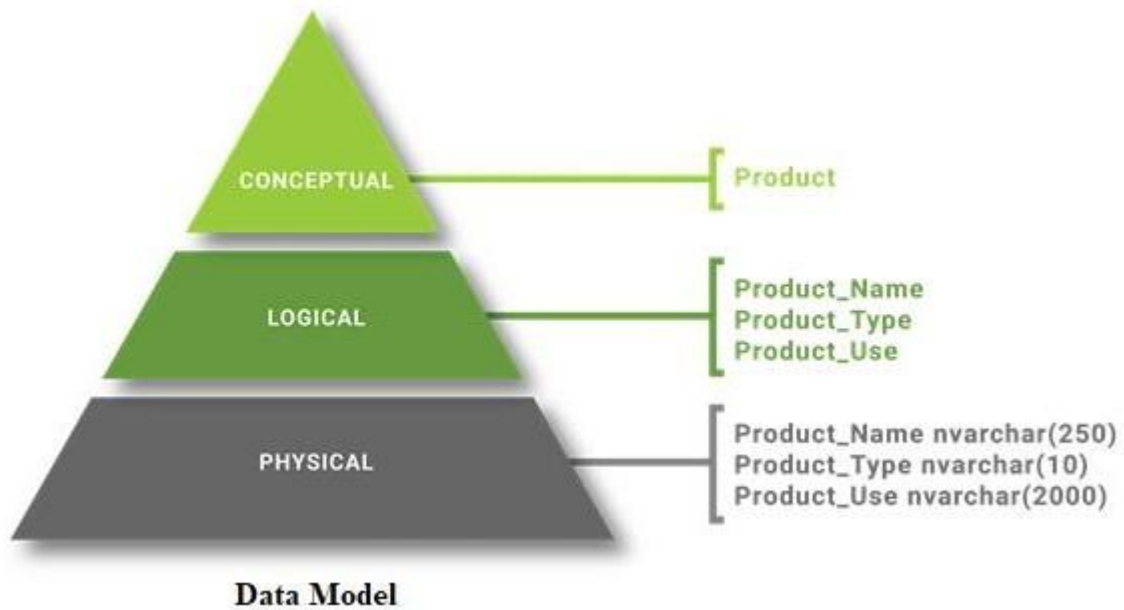 CONCEPTUAL
Product
LOGICAL
Product_Name
Product_Type
Product_Use
PHYSICAL
Product_Name nvarchar(250)
Product_Type nvarchar(10)
Product_Use nvarchar(2000)
Data Model